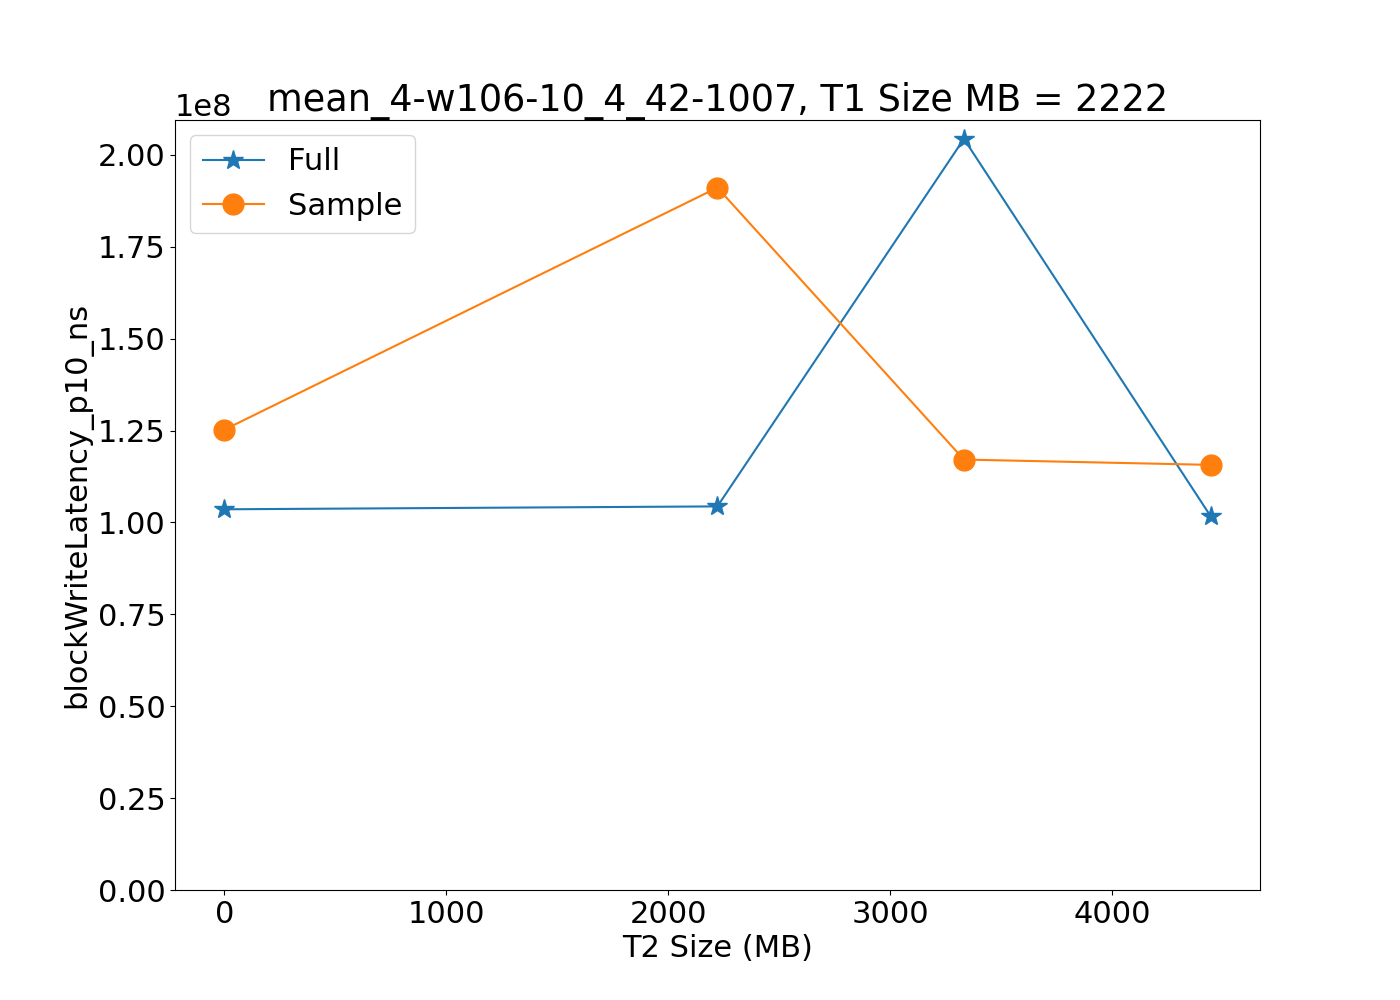 mean_4-w106-10_4_42-1007, T1 Size MB = 2222
1e8
Full
Sample
2.00
1.75
1.50
1.25
1.00
0.75
0.50
0.25
0.00
blockWriteLatency_p10_ns
0 1000 2000 3000 4000
T2 Size (MB)